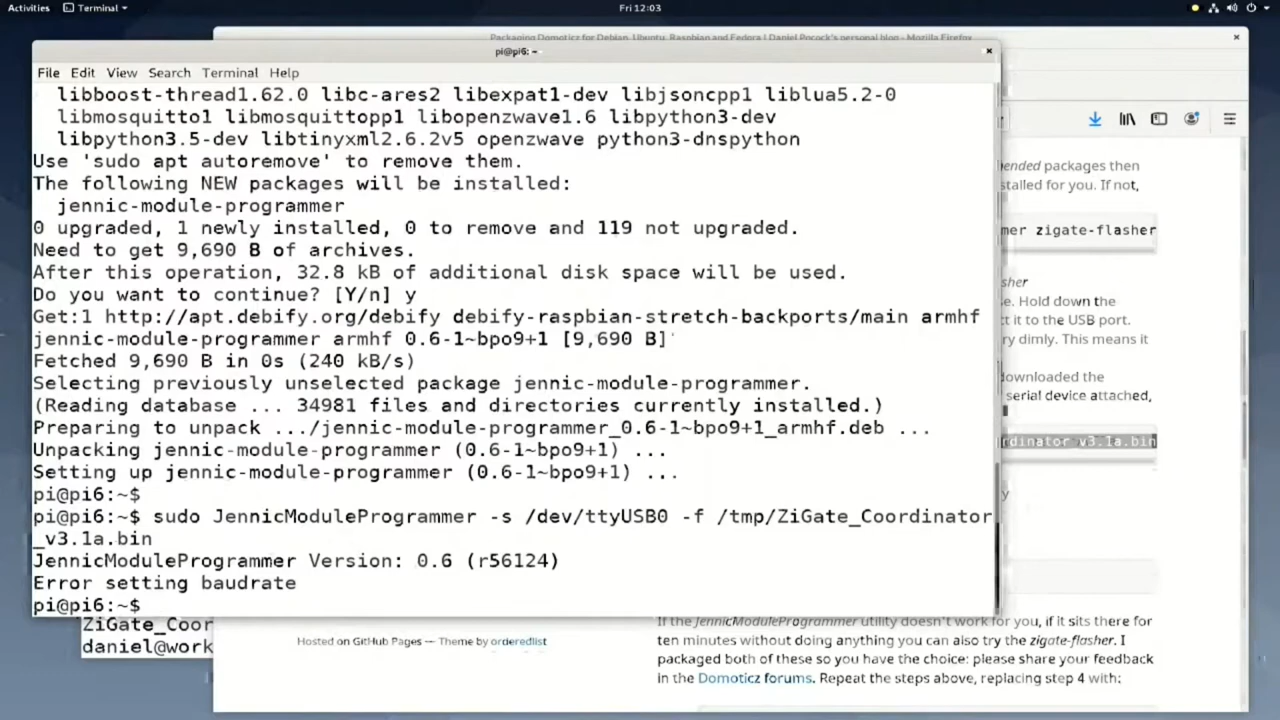 Activities Terminal Fri 12:03
Packaging Domoticz for Debian, Ubuntu, Raspbian and Fedora | Daniel Pocock's personal blog - Mozilla Firefox
pi@pi6: ~
File Edit View Search Terminal Help
libboost-thread1.62.0 libc-ares2 libexpat1-dev libjsoncpp1 liblua5.2-0
libmosquitto1 libmosquittopp1 libopenzwave1.6 libpython3-dev
libpython3.5-dev libtinyxml2.6.2v5 openzwave python3-dnspython
Use 'sudo apt autoremove' to remove them.
The following NEW packages will be installed:
jennic-module-programmer
0 upgraded, 1 newly installed, 0 to remove and 119 not upgraded.
Need to get 9,690 B of archives.
After this operation, 32.8 kB of additional disk space will be used.
Do you want to continue? [Y/n] y
Get:1 http://apt.debify.org/debify debify-raspbian-stretch-backports/main armhf
jennic-module-programmer armhf 0.6-1~bpo9+1 [9,690 B]
Fetched 9,690 B in 0s (240 kB/s)
Selecting previously unselected package jennic-module-programmer.
(Reading database ... 34981 files and directories currently installed.)
Preparing to unpack .../jennic-module-programmer_0.6-1~bpo9+1_armhf.deb ...
Unpacking jennic-module-programmer (0.6-1~bpo9+1) ...
Setting up jennic-module-programmer (0.6-1~bpo9+1) ...
pi@pi6:~$
pi@pi6:~$ sudo JennicModuleProgrammer -s /dev/ttyUSB0 -f /tmp/ZiGate_Coordinator
_v3.1a.bin
JennicModuleProgrammer Version: 0.6 (r56124)
Error setting baudrate
pi@pi6:~$
ZiGate_Coor
daniel@work
ended packages then
stalled for you. If not,
mer zigate-flasher
sher
e. Hold down the
ct it to the USB port.
ry dimly. This means it
downloaded the
serial device attached,
rdinator_v3.1a.bin
y
Hosted on GitHub Pages — Theme by orderedlist
If the JennicModuleProgrammer utility doesn't work for you, if it sits there for
ten minutes without doing anything you can also try the zigate-flasher. I
packaged both of these so you have the choice: please share your feedback
in the Domoticz forums. Repeat the steps above, replacing step 4 with: